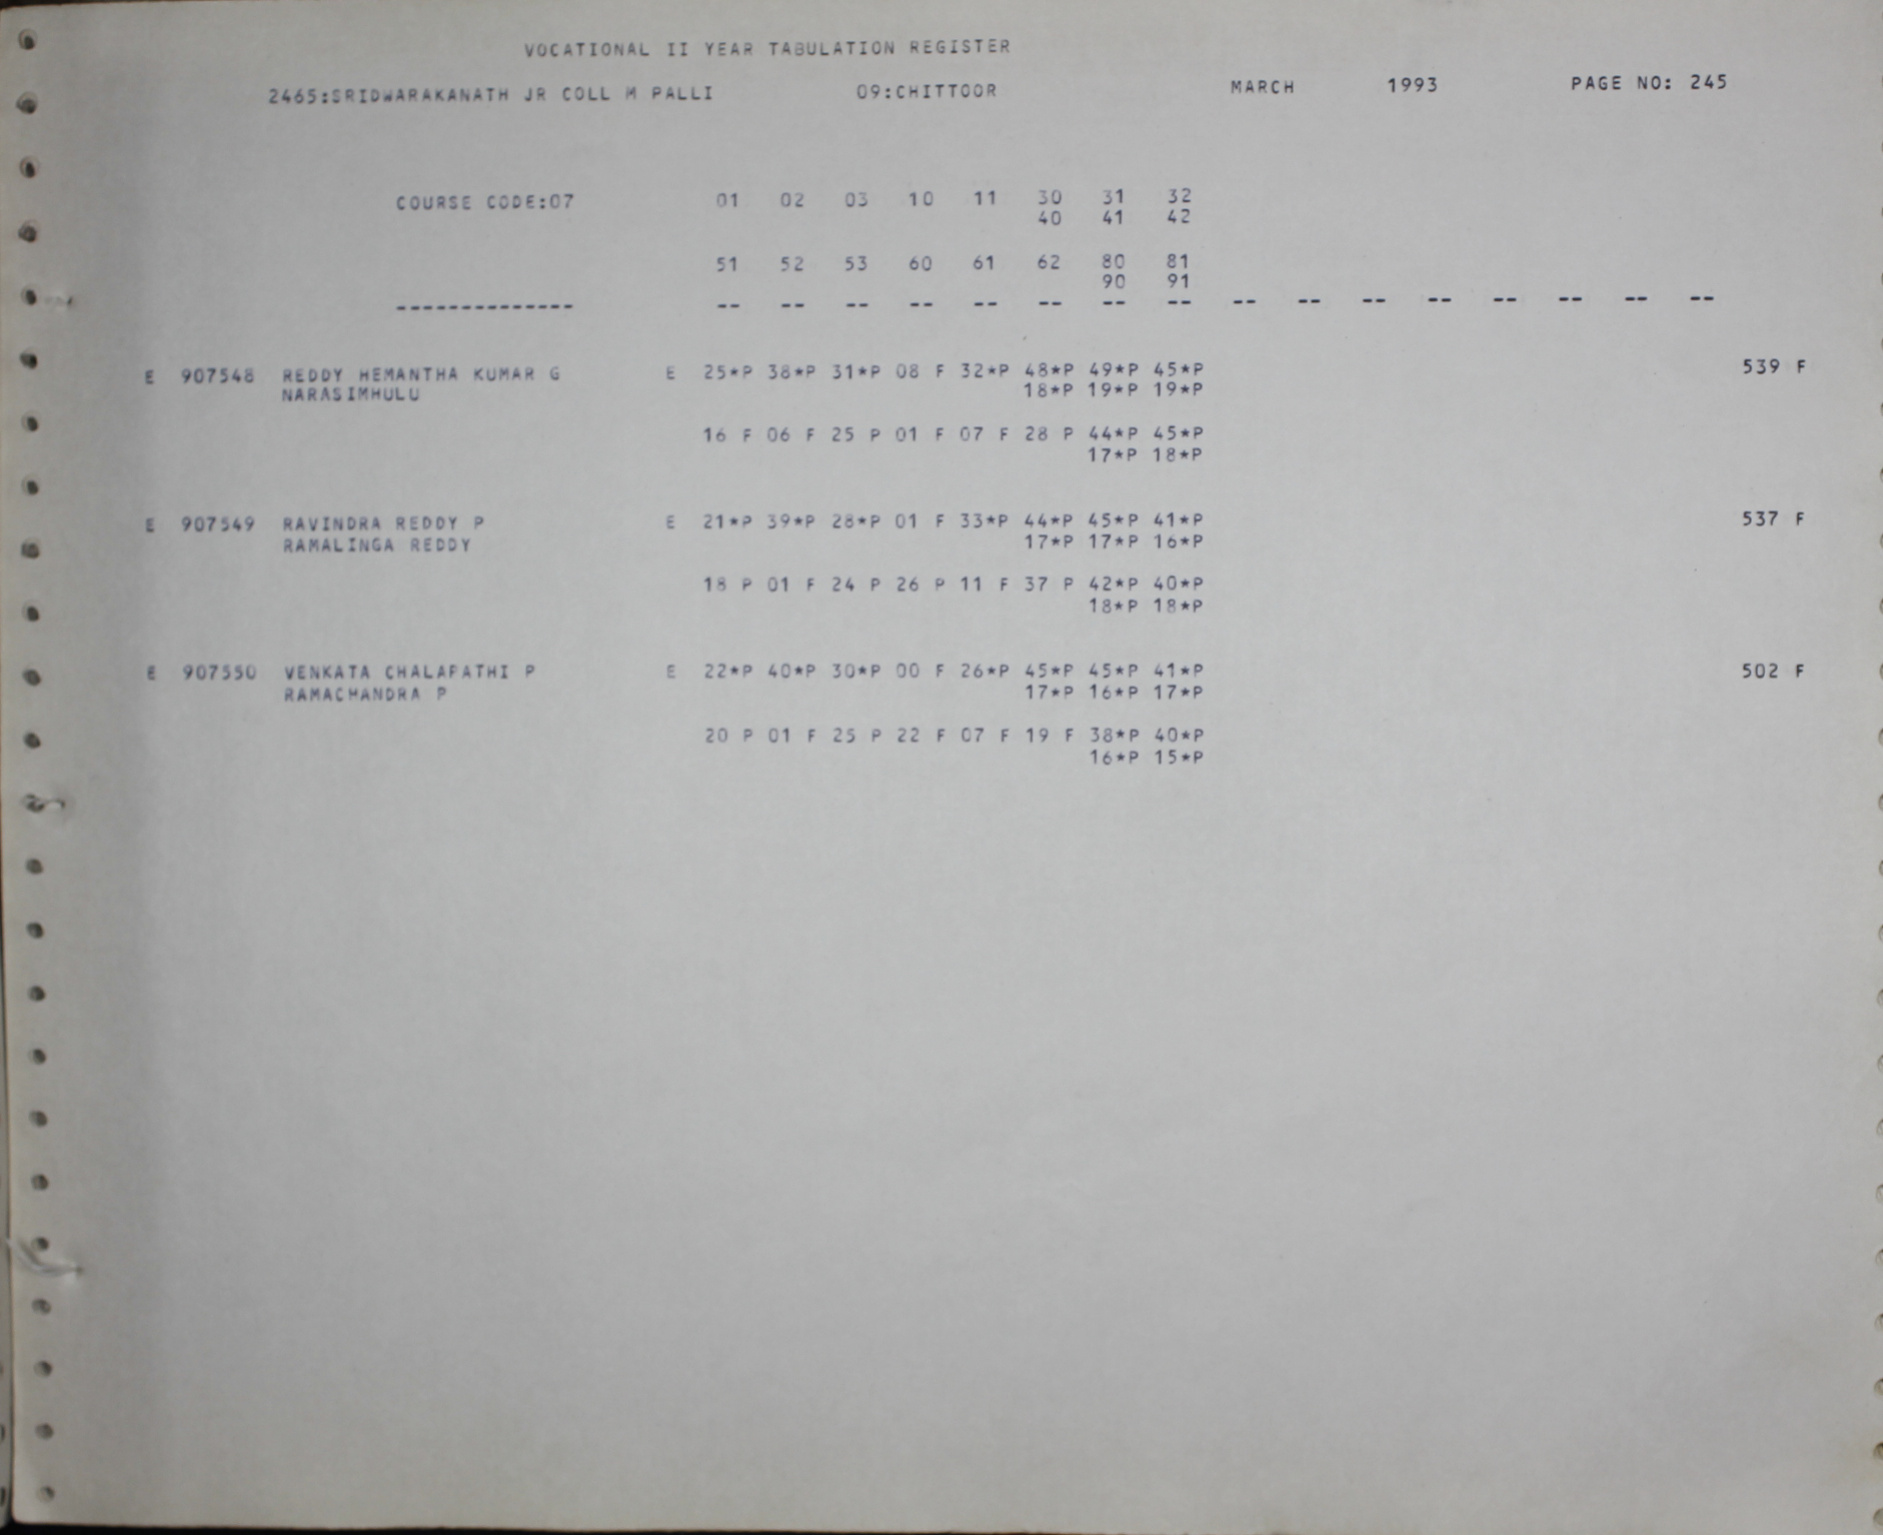 VOCATIONAL II YEAR TABULATION REGISTER
2465:SRIDWARAKANATH JR COLL M PALLI 09:CHITTOOR MARCH 1993 PAGE NO: 245
COURSE CODE:07 01 02 03 10 11 30 31 32
40 41 42
51 52 53 60 61 62 80 81
90 91
-------------- -- -- -- -- -- -- -- -- -- -- -- -- -- -- -- --
E 907548 REDDY HEMANTHA KUMAR G E 25*P 38*P 31*P 08 F 32*P 48*P 49*P 45*P 539 F
NARASIMHULU 18*P 19*P 19*P
16 F 06 F 25 P 01 F 07 F 28 P 44*P 45*P
17*P 18*P
E 907549 RAVINDRA REDDY P E 21*P 39*P 28*P 01 F 33*P 44*P 45*P 41*P 537 F
RAMALINGA REDDY 17*P 17*P 16*P
18 P 01 F 24 P 26 P 11 F 37 P 42*P 40*P
18*P 18*P
E 907550 VENKATA CHALAPATHI P E 22*P 40*P 30*P 00 F 26*P 45*P 45*P 41*P 502 F
RAMACHANDRA P 17*P 16*P 17*P
20 P 01 F 25 P 22 F 07 F 19 F 38*P 40*P
16*P 15*P